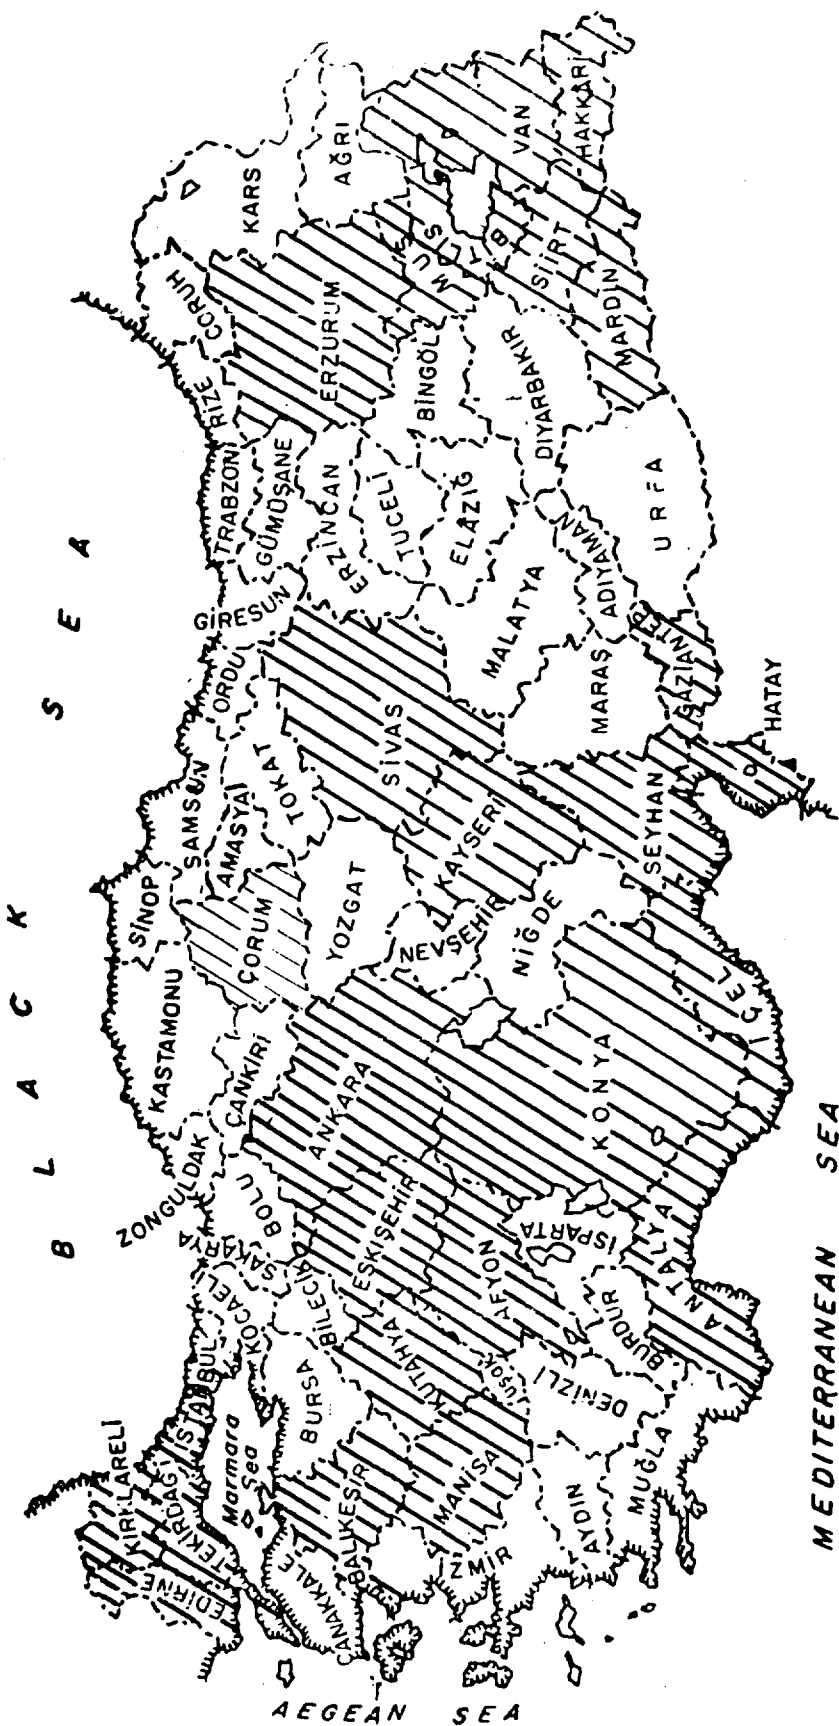 BLACK SEA
KIRKLARELİ
EDİRNE
TEKİRDAĞ
İSTANBUL
Marmara
Sea
KOCAELİ
SAKARYA
ZONGULDAK
BOLU
KASTAMONU
ÇANKIRI
SİNOP
ÇORUM
SAMSUN
AMASYA
TOKAT
ORDU
GİRESUN
TRABZON
GÜMÜŞANE
RİZE
ÇORUH
KARS
AĞRI
ERZURUM
ERZİNCAN
TUCELİ
BİNGÖL
MUŞ
BİTLİS
VAN
HAKKARİ
SİİRT
MARDİN
DİYARBAKIR
ELAZIĞ
MALATYA
ADIYAMAN
URFA
GAZİANTEP
MARAŞ
HATAY
SEYHAN
SİVAS
KAYSERİ
YOZGAT
NEVŞEHİR
NİĞDE
İÇEL
KONYA
ANKARA
ESKİŞEHİR
BİLECİK
BURSA
KUTAHYA
AFYON
UŞAK
ISPARTA
BURDUR
ANTALYA
DENİZLİ
MUĞLA
AYDIN
İZMİR
MANİSA
BALIKESİR
ÇANAKKALE
AEGEAN SEA
MEDITERRANEAN SEA